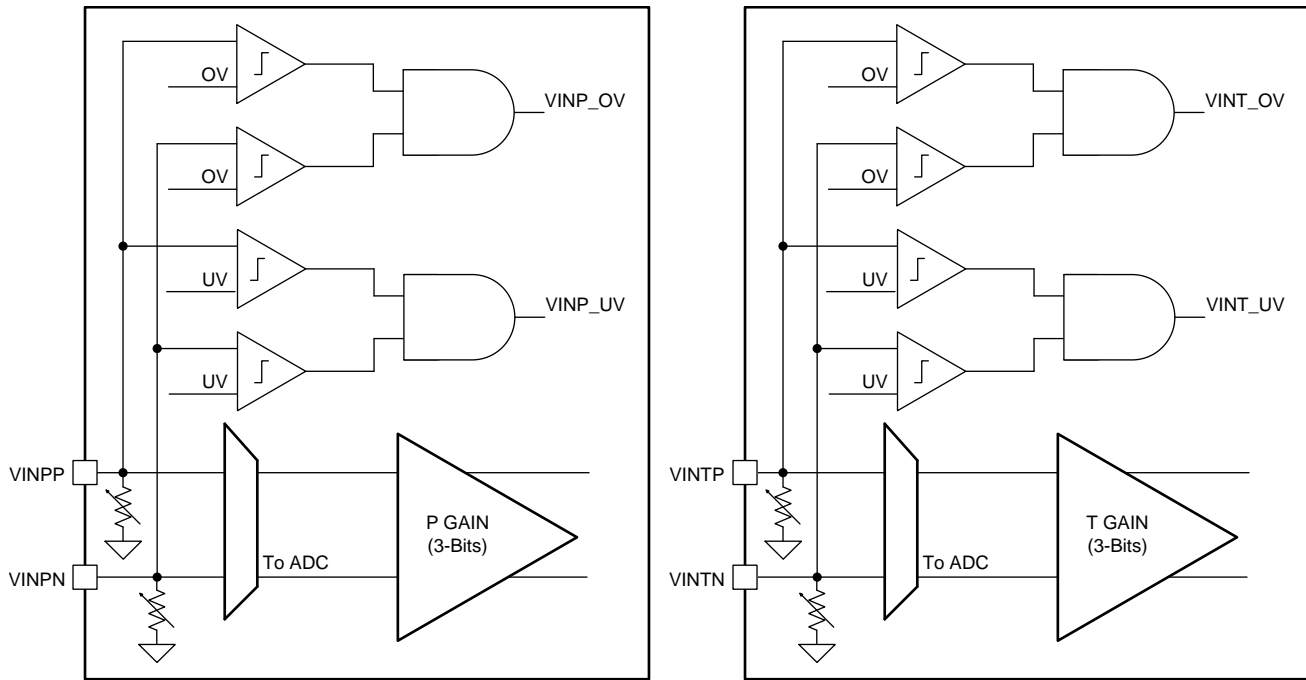 OV
VINP_OV
OV
UV
VINP_UV
UV
VINPP
P GAIN
(3-Bits)
To ADC
VINPN
OV
VINT_OV
OV
UV
VINT_UV
UV
VINTP
T GAIN
(3-Bits)
To ADC
VINTN